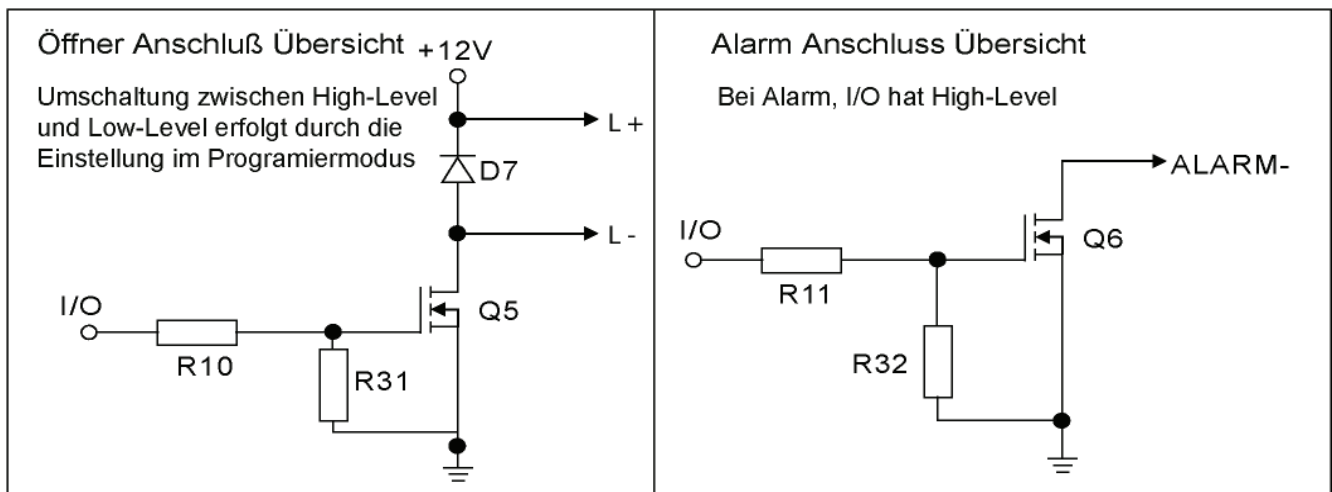 Öffner Anschluß Übersicht
+12V
Umschaltung zwischen High-Level
und Low-Level erfolgt durch die
Einstellung im Programiermodus
L+
D7
L-
I/O
Q5
R10
R31
Alarm Anschluss Übersicht
Bei Alarm, I/O hat High-Level
ALARM-
I/O
Q6
R11
R32